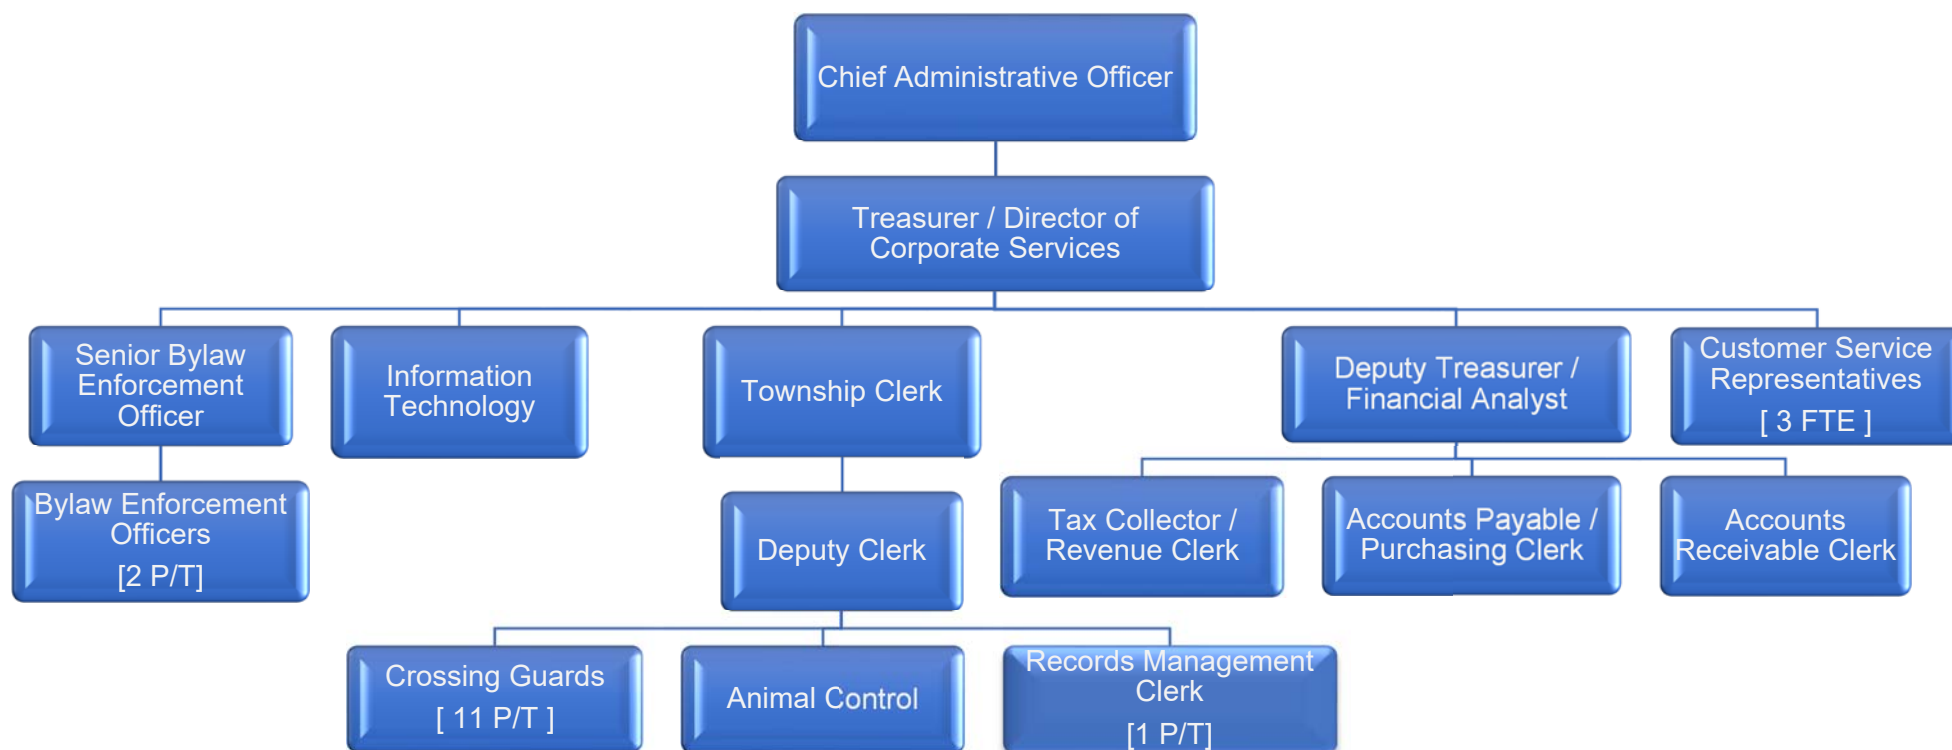 Chief Administrative Officer
Treasurer / Director of
Corporate Services
Senior Bylaw
Enforcement
Officer
Information
Technology
Township Clerk
Deputy Treasurer /
Financial Analyst
Customer Service
Representatives
[ 3 FTE ]
Bylaw Enforcement
Officers
[2 P/T]
Deputy Clerk
Tax Collector /
Revenue Clerk
Accounts Payable /
Purchasing Clerk
Accounts
Receivable Clerk
Crossing Guards
[ 11 P/T ]
Animal Control
Records Management
Clerk
[1 P/T]